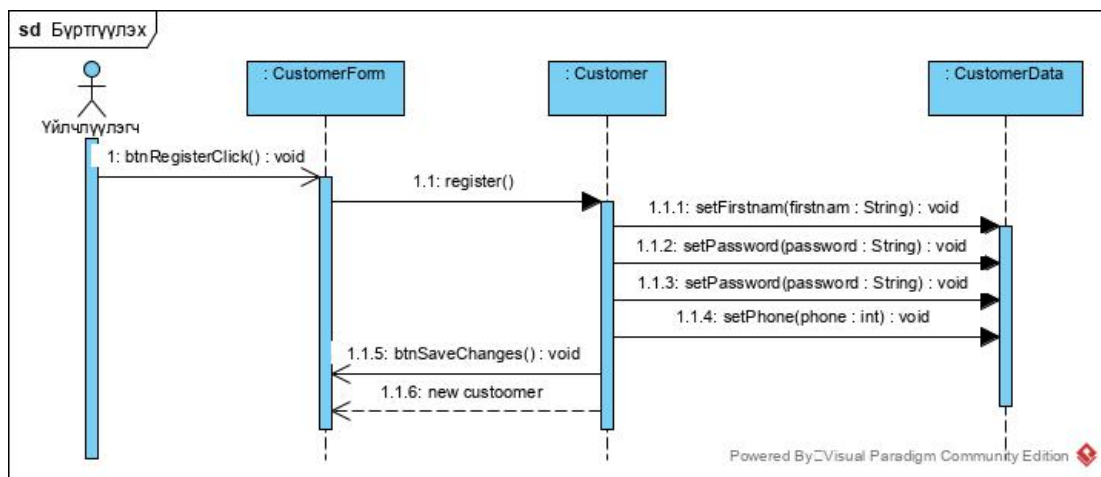 sd Бүртгүүлэх
: CustomerForm
: Customer
: CustomerData
Үйлчлүүлэгч
1: btnRegisterClick() : void
1.1: register()
1.1.1: setFirstnam(firstnam : String) : void
1.1.2: setPassword(password : String) : void
1.1.3: setPassword(password : String) : void
1.1.4: setPhone(phone : int) : void
1.1.5: btnSaveChanges() : void
1.1.6: new custoomer
Powered By Visual Paradigm Community Edition